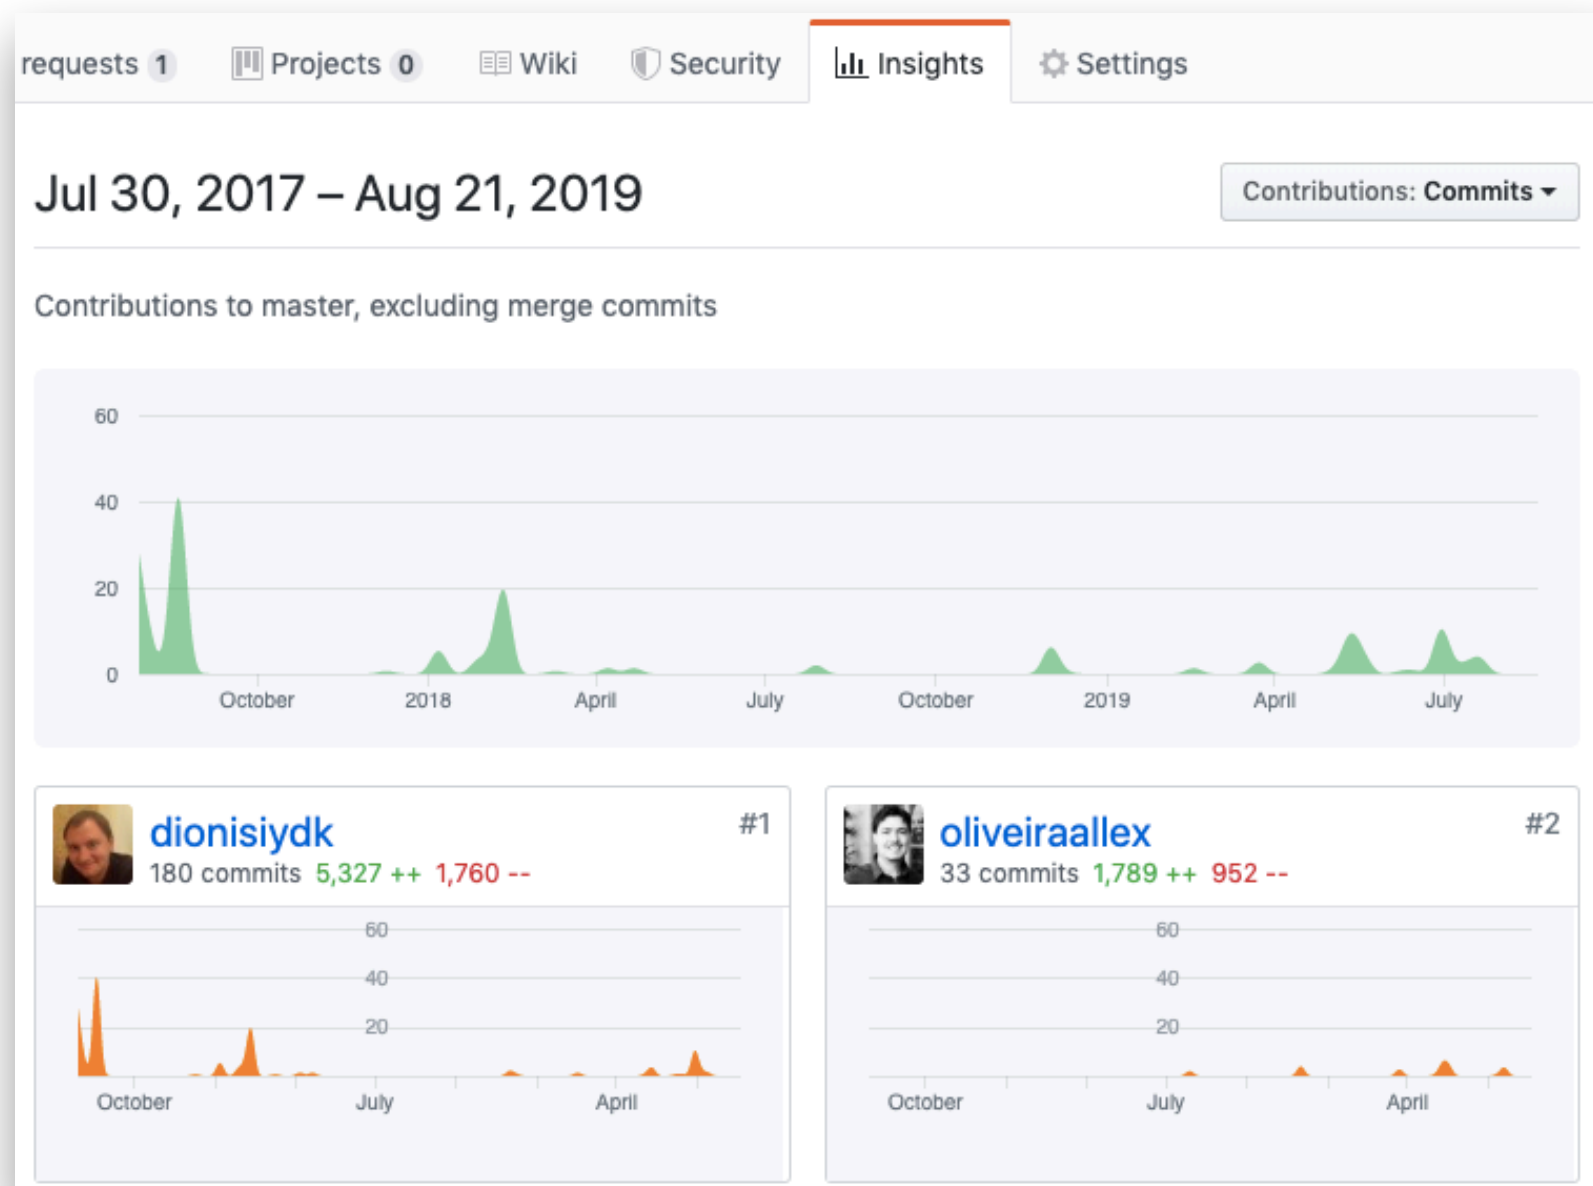 requests 1 Projects 0 Wiki Security Insights Settings
Jul 30, 2017 – Aug 21, 2019
Contributions: Commits
Contributions to master, excluding merge commits
60
40
20
0
October 2018 April July October 2019 April July
dionisiydk #1
180 commits 5,327 ++ 1,760 --
60
40
20
October July April
oliveiraallex #2
33 commits 1,789 ++ 952 --
60
40
20
October July April